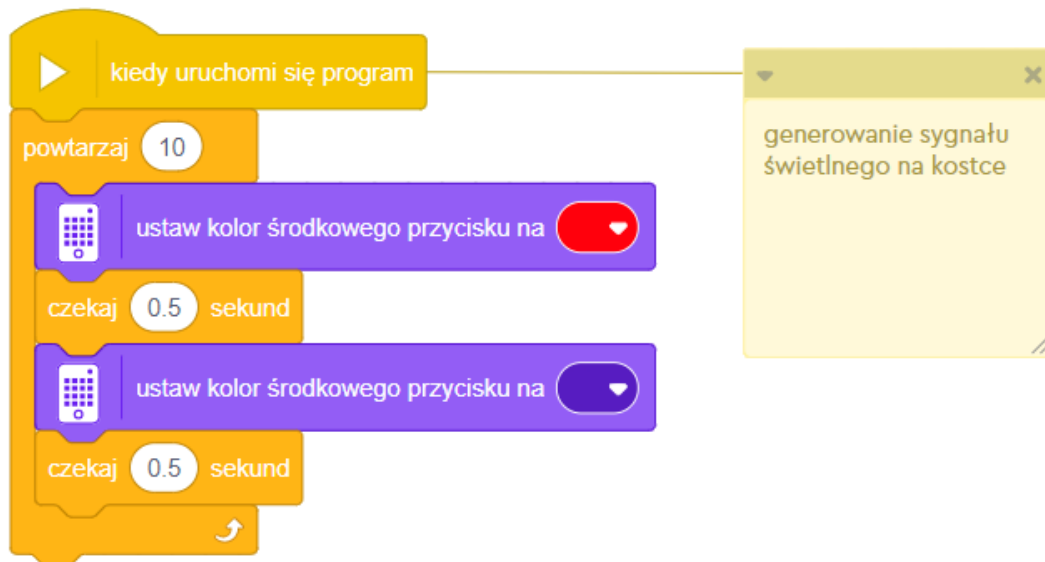 kiedy uruchomi się program
powtarzaj 10
ustaw kolor środkowego przycisku na
czekaj 0.5 sekund
ustaw kolor środkowego przycisku na
czekaj 0.5 sekund
generowanie sygnału
świetlnego na kostce